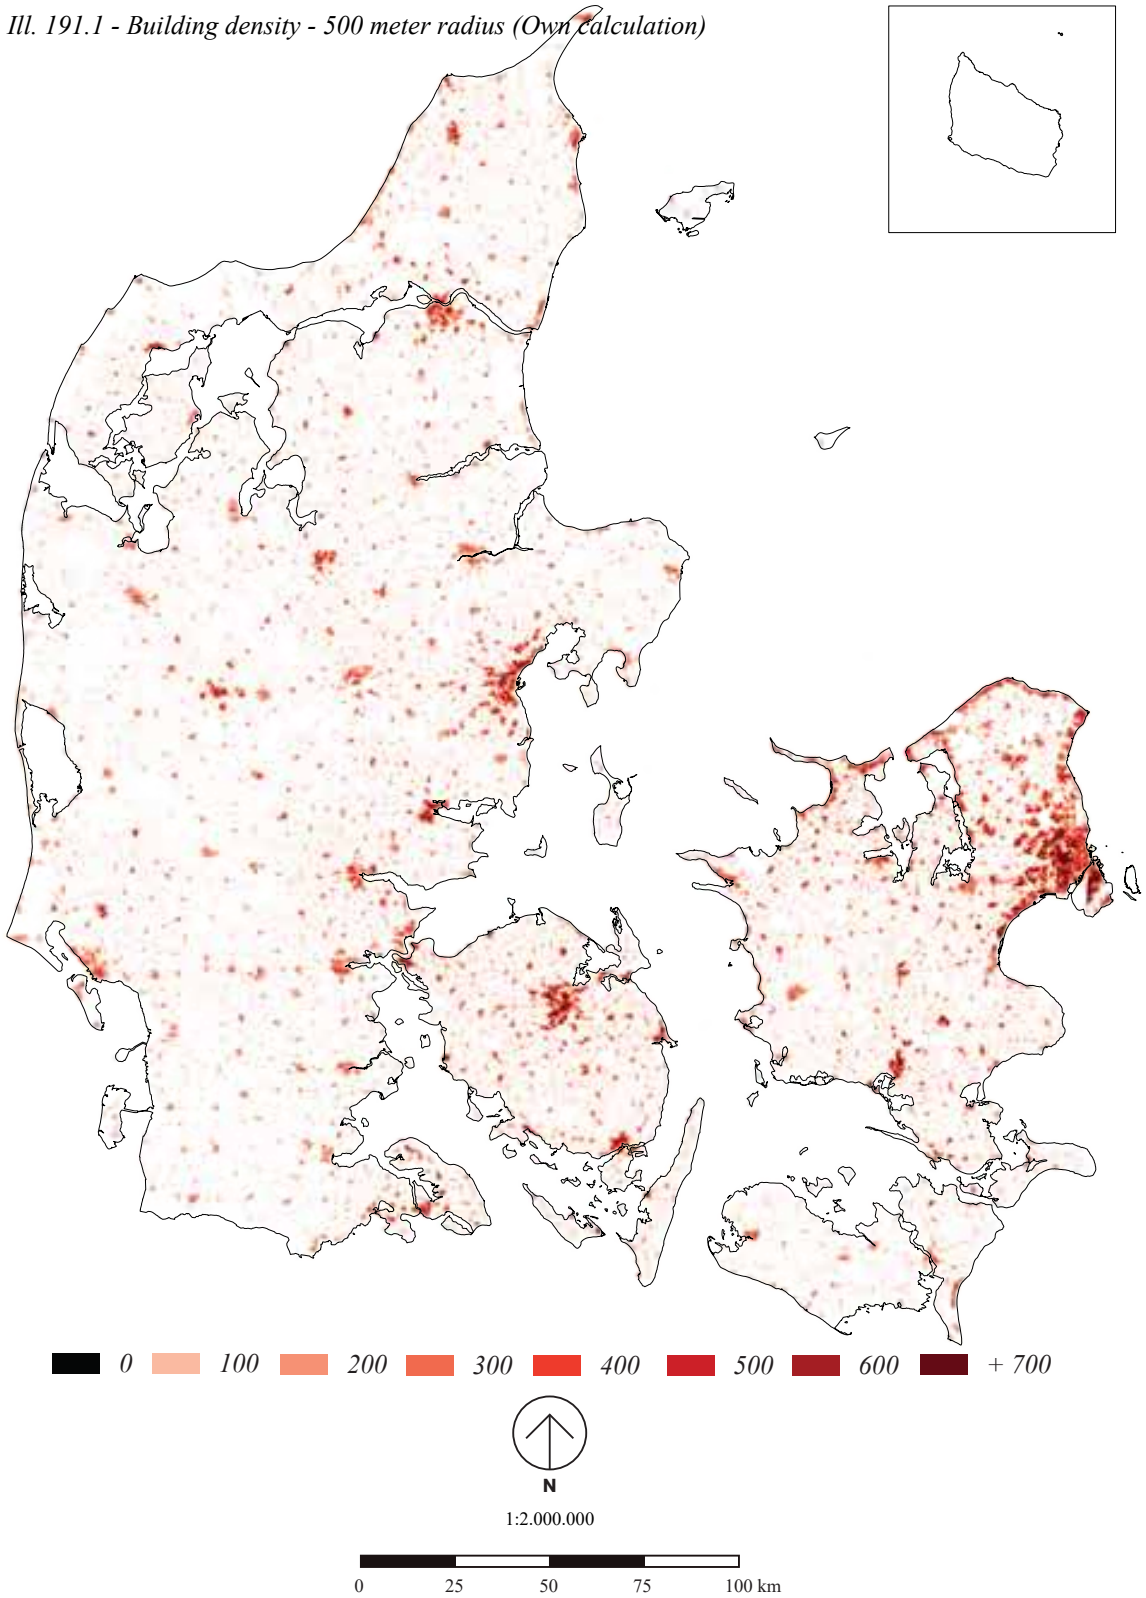 Ill. 191.1 - Building density - 500 meter radius (Own calculation)
0 100 200 300 400 500 600 + 700
N
1:2.000.000
0 25 50 75 100 km